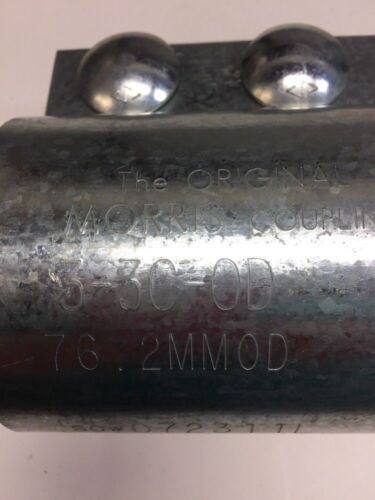 The ORIGINAL
MORRIS COUPLIN
3-3C-OD
76.2MMOD